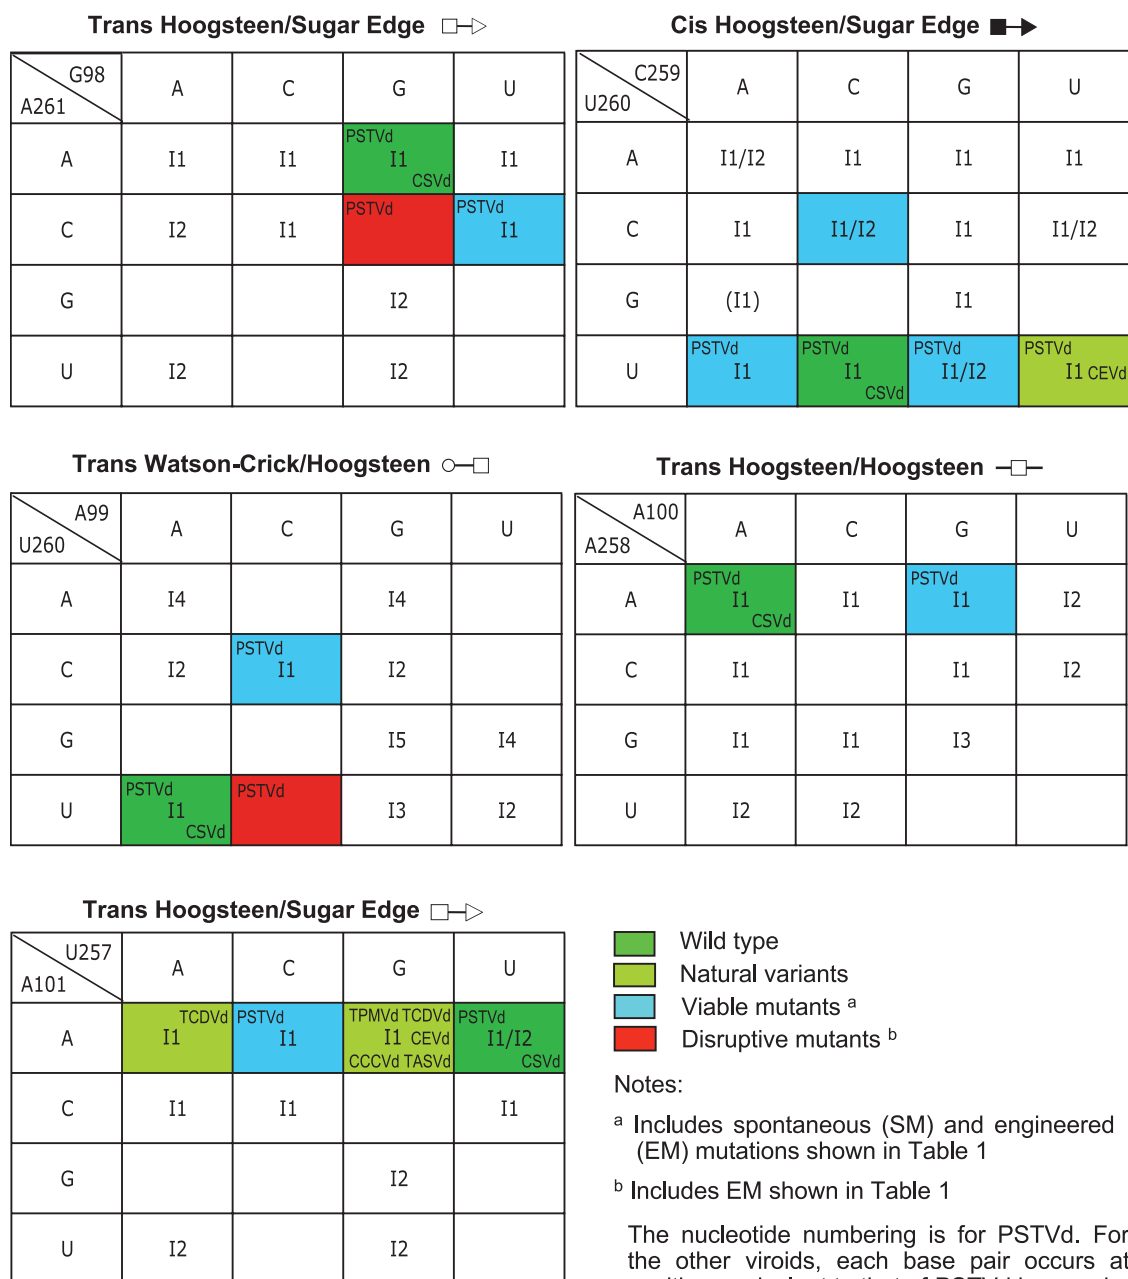 Trans Hoogsteen/Sugar Edge
G98
A261
A C G U
A I1 I1 PSTVd I1 CSVd I1
C I2 I1 PSTVd PSTVd I1
G I2
U I2 I2
Cis Hoogsteen/Sugar Edge
C259
U260
A C G U
A I1/I2 I1 I1 I1
C I1 I1/I2 I1 I1/I2
G (I1) I1
U PSTVd I1 PSTVd I1 CSVd PSTVd I1/I2 PSTVd I1 CEVd
Trans Watson-Crick/Hoogsteen
A99
U260
A C G U
A I4 I4
C I2 PSTVd I1 I2
G I5 I4
U PSTVd I1 CSVd PSTVd I3 I2
Trans Hoogsteen/Hoogsteen
A100
A258
A C G U
A PSTVd I1 CSVd I1 PSTVd I1 I2
C I1 I1 I2
G I1 I1 I3
U I2 I2
Trans Hoogsteen/Sugar Edge
U257
A101
A C G U
A TCDVd I1 PSTVd I1 TPMVd TCDVd I1 CEVd CCCVd TASVd PSTVd I1/I2 CSVd
C I1 I1 I1
G I2
U I2 I2
Wild type
Natural variants
Viable mutants a
Disruptive mutants b
Notes:
a Includes spontaneous (SM) and engineered
(EM) mutations shown in Table 1
b Includes EM shown in Table 1
The nucleotide numbering is for PSTVd. For
the other viroids, each base pair occurs at